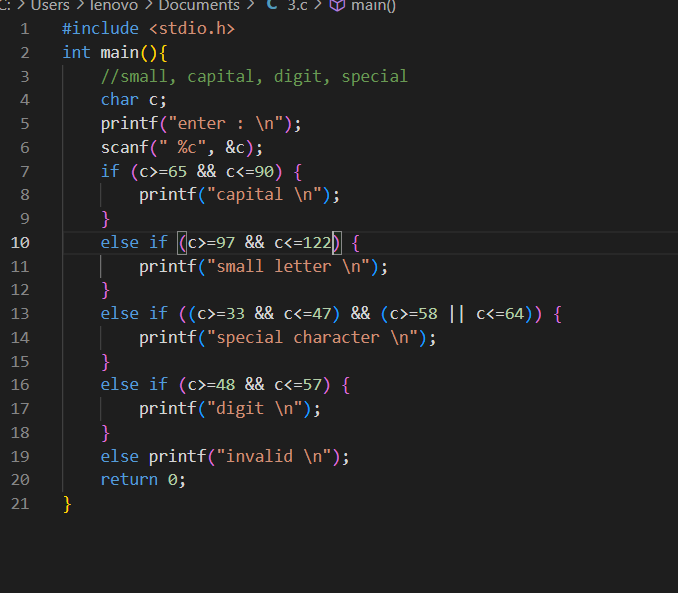 C: > Users > lenovo > Documents > C 3.c > main()
1 #include <stdio.h>
2 int main(){
3 //small, capital, digit, special
4 char c;
5 printf("enter : \n");
6 scanf(" %c", &c);
7 if (c>=65 && c<=90) {
8 printf("capital \n");
9 }
10 else if (c>=97 && c<=122) {
11 printf("small letter \n");
12 }
13 else if ((c>=33 && c<=47) && (c>=58 || c<=64)) {
14 printf("special character \n");
15 }
16 else if (c>=48 && c<=57) {
17 printf("digit \n");
18 }
19 else printf("invalid \n");
20 return 0;
21 }